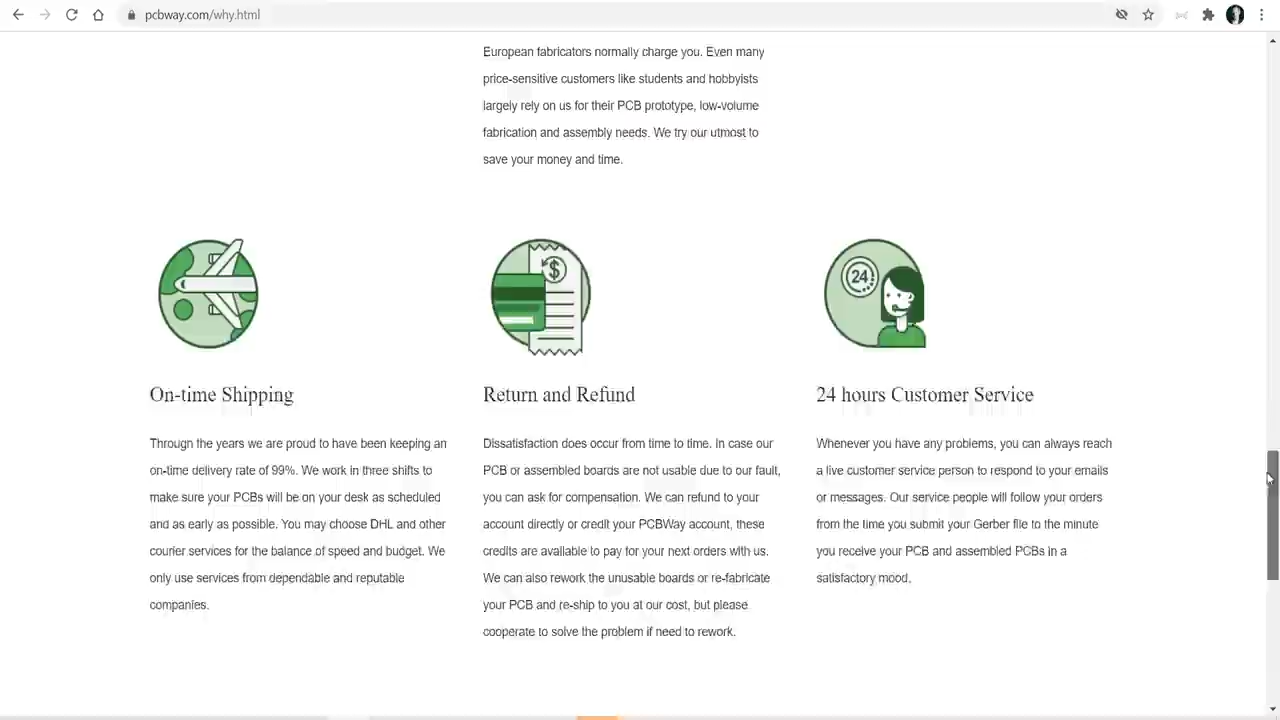 pcbway.com/why.html
European fabricators normally charge you. Even many
price-sensitive customers like students and hobbyists
largely rely on us for their PCB prototype, low-volume
fabrication and assembly needs. We try our utmost to
save your money and time.
$
24
On-time Shipping
Return and Refund
24 hours Customer Service
Through the years we are proud to have been keeping an
on-time delivery rate of 99%. We work in three shifts to
make sure your PCBs will be on your desk as scheduled
and as early as possible. You may choose DHL and other
courier services for the balance of speed and budget. We
only use services from dependable and reputable
companies.
Dissatisfaction does occur from time to time. In case our
PCB or assembled boards are not usable due to our fault,
you can ask for compensation. We can refund to your
account directly or credit your PCBWay account, these
credits are available to pay for your next orders with us.
We can also rework the unusable boards or re-fabricate
your PCB and re-ship to you at our cost, but please
cooperate to solve the problem if need to rework.
Whenever you have any problems, you can always reach
a live customer service person to respond to your emails
or messages. Our service people will follow your orders
from the time you submit your Gerber file to the minute
you receive your PCB and assembled PCBs in a
satisfactory mood.